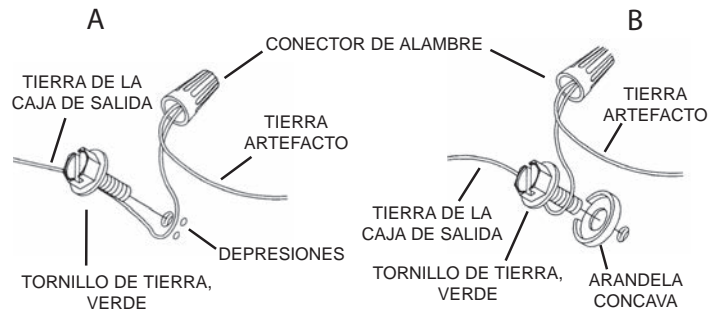 A
B
CONECTOR DE ALAMBRE
TIERRA DE LA
CAJA DE SALIDA
TIERRA
ARTEFACTO
TIERRA
ARTEFACTO
TIERRA DE LA
CAJA DE SALIDA
DEPRESIONES
TORNILLO DE TIERRA,
VERDE
TORNILLO DE TIERRA,
VERDE
ARANDELA
CONCAVA